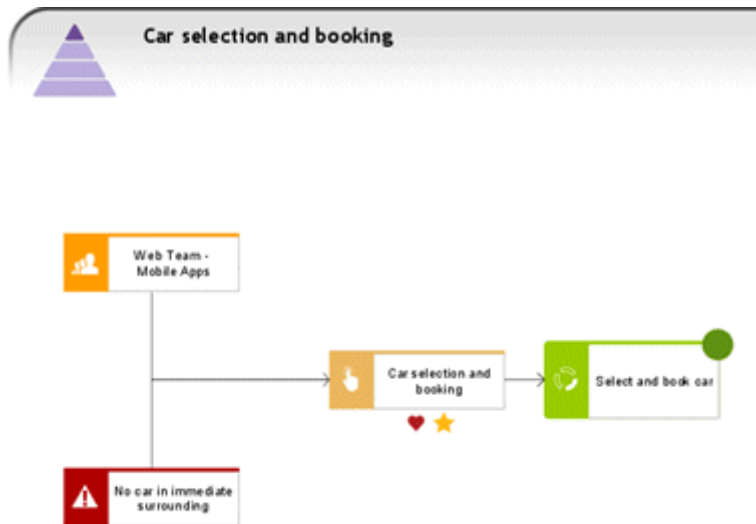 Car selection and booking
Web Team -
Mobile Apps
Car selection and
booking
Select and book car
No car in immediate
surrounding